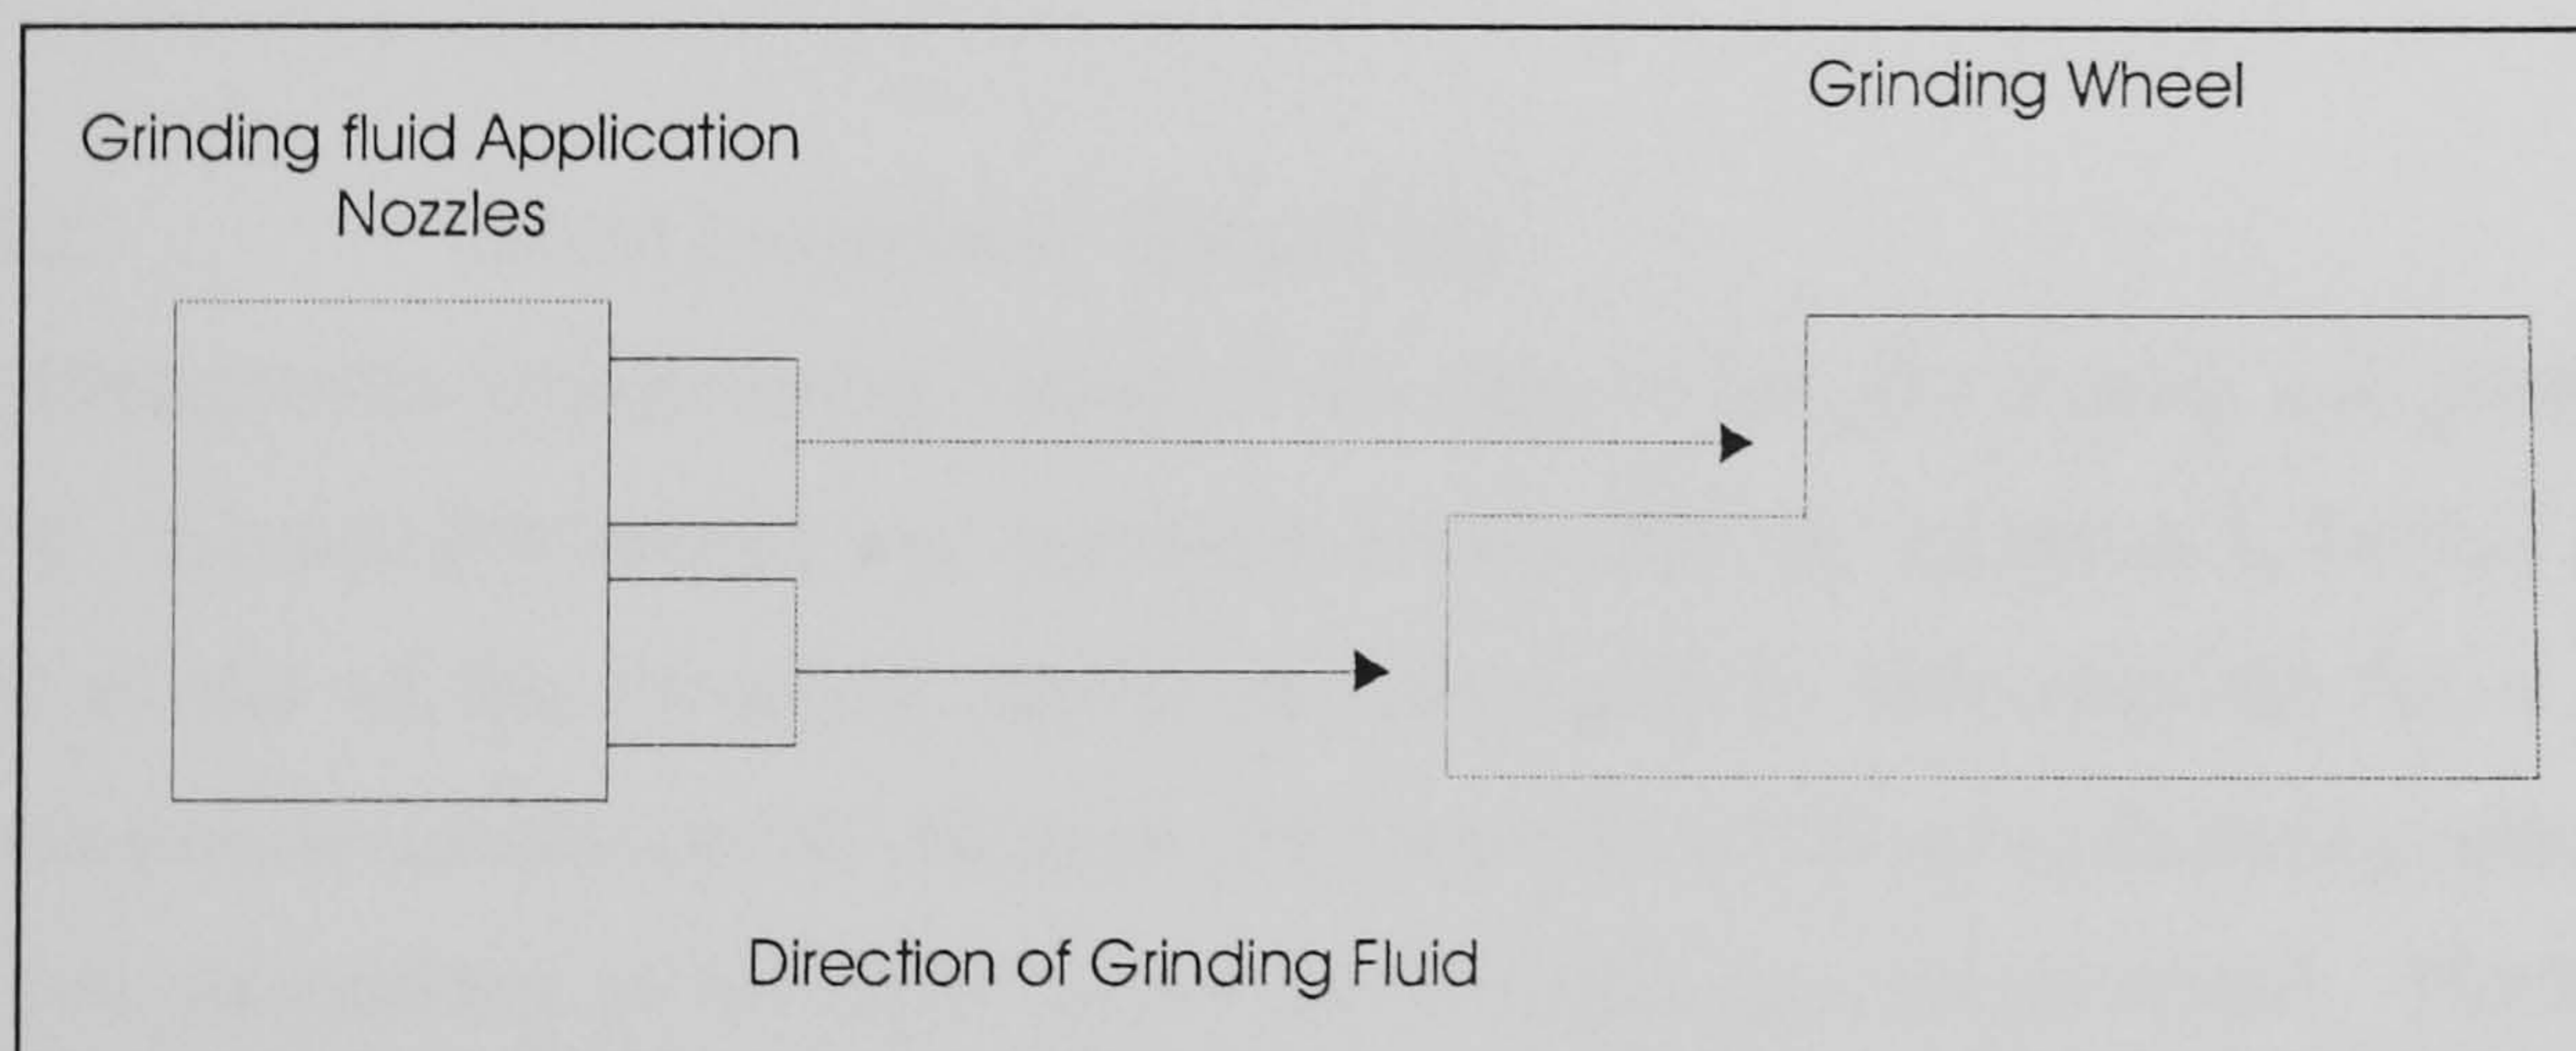 Grinding Wheel
Grinding fluid Application
Nozzles
Direction of Grinding Fluid